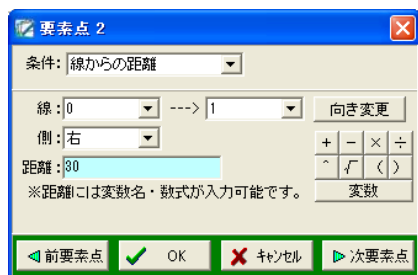 要素点 2
条件: 線からの距離
線: 0 ---> 1 向き変更
側: 右
+ - × ÷
距離: 30
^ √ ( )
※距離には変数名・数式が入力可能です。 変数
前要素点 OK キャンセル 次要素点